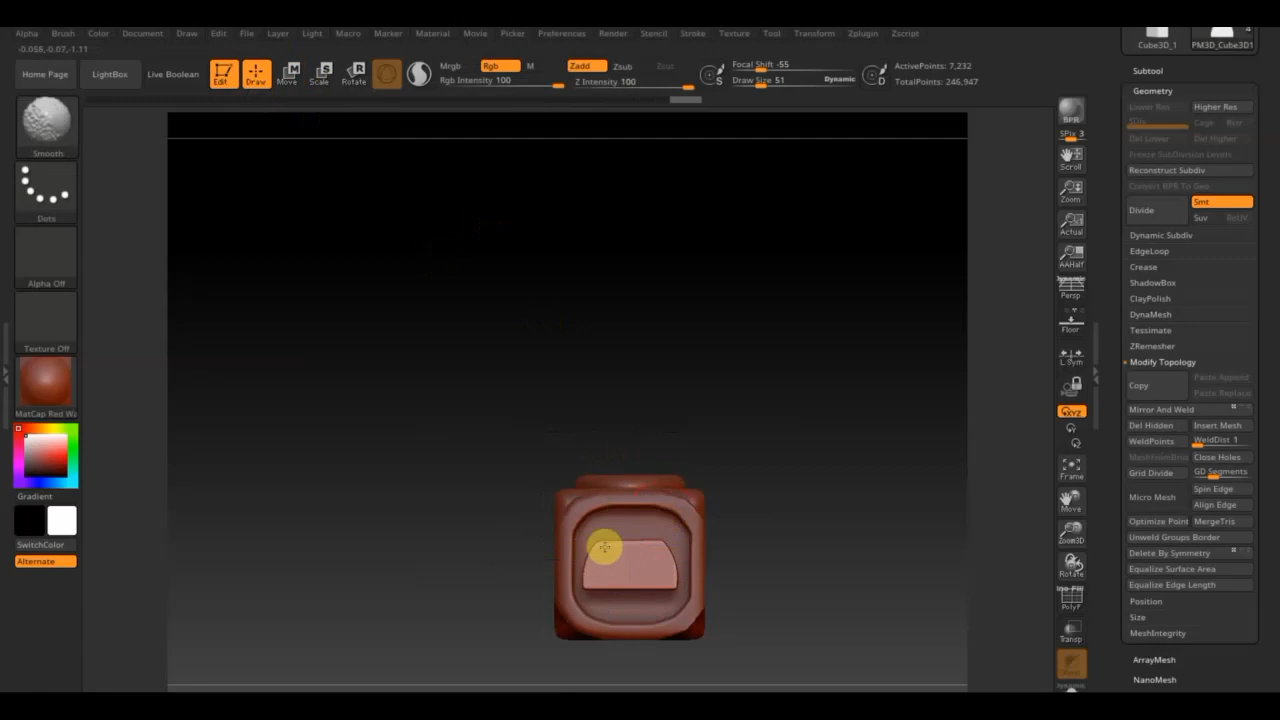 Alpha Brush Color Document Draw Edit File Layer Light Macro Marker Material Movie Picker Preferences Render Stencil Stroke Texture Tool Transform Zplugin Zscript
-0.058,-0.07,-1.11
Cube3D_1 PM3D_Cube3D1
Home Page LightBox Live Boolean Edit Draw Move Scale Rotate
Mrgb Rgb M
Rgb Intensity 100
Zadd Zsub
Z Intensity 100
Focal Shift -55
Draw Size 51 Dynamic
ActivePoints: 7,232
TotalPoints: 246,947
Smooth
Dots
Alpha Off
Texture Off
MatCap Red Wa
Gradient
SwitchColor
Alternate
BPR
SPix 3
Scroll
Zoom
Actual
AAHalf
Dynamic
Persp
Floor
L.Sym
XYZ
Frame
Move
Zoom3D
Rotate
PolyF
Transp
Subtool
Geometry
Lower Res Higher Res
Del Lower Del Higher
Freeze SubDivision Levels
Reconstruct Subdiv
Convert BPR To Geo
Divide Smt
Suv ReUV
Dynamic Subdiv
EdgeLoop
Crease
ShadowBox
ClayPolish
DynaMesh
Tessimate
ZRemesher
Modify Topology
Copy Paste Append
Paste Replace
Mirror And Weld
Del Hidden Insert Mesh
WeldPoints WeldDist 1
Close Holes
Grid Divide GD Segments
Micro Mesh Spin Edge
Align Edge
Optimize Point MergeTris
Unweld Groups Border
Delete By Symmetry
Equalize Surface Area
Equalize Edge Length
Position
Size
MeshIntegrity
ArrayMesh
NanoMesh